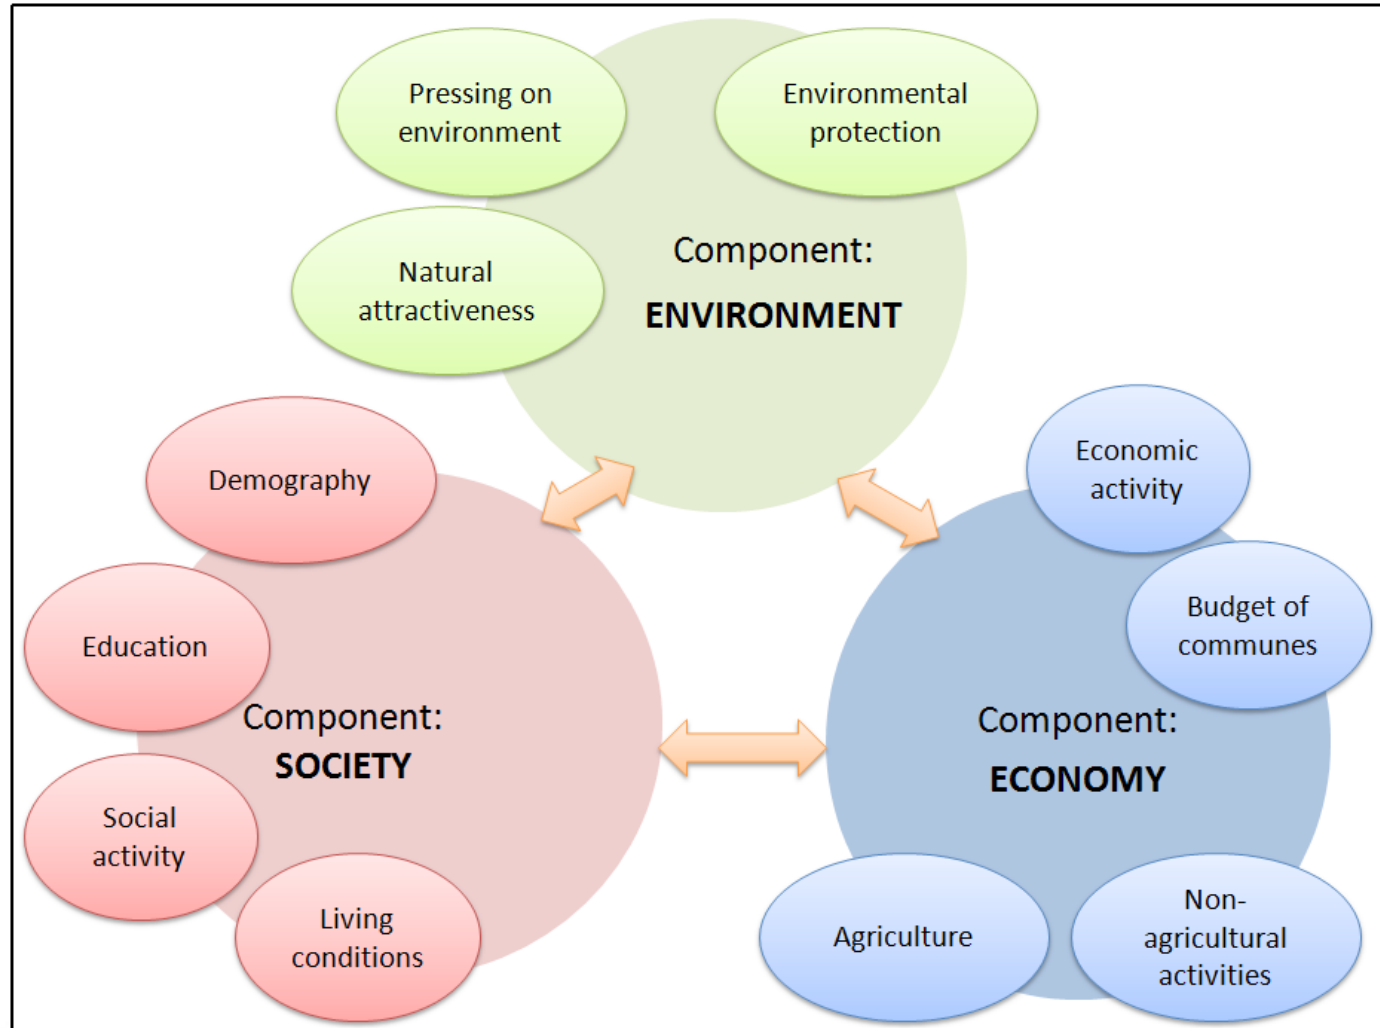 Pressing on
environment
Environmental
protection
Natural
attractiveness
Component:
ENVIRONMENT
Demography
Education
Social
activity
Living
conditions
Component:
SOCIETY
Economic
activity
Budget of
communes
Component:
ECONOMY
Agriculture
Non-
agricultural
activities